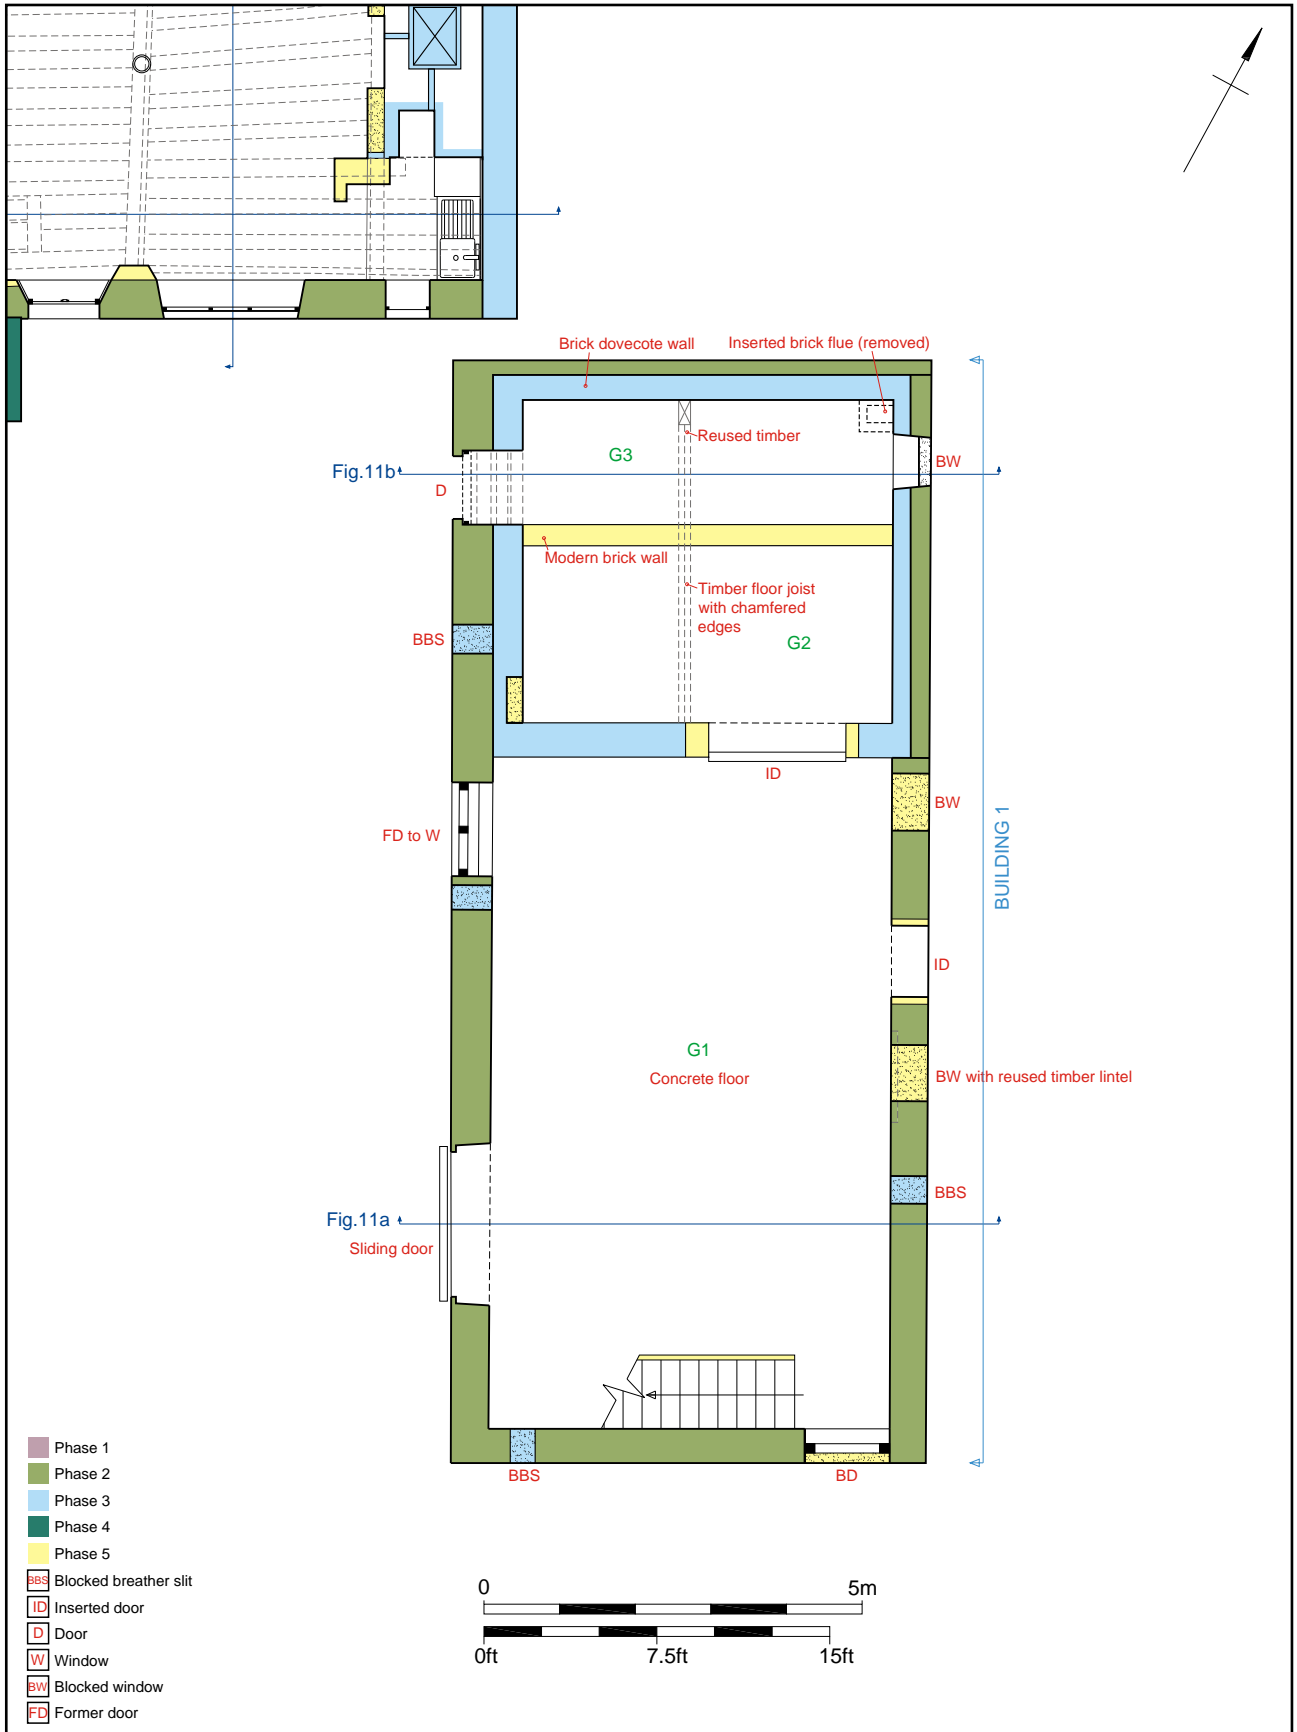 Brick dovecote wall
Inserted brick flue (removed)
Reused timber
G3
Fig.11b
BW
D
Modern brick wall
Timber floor joist
with chamfered
edges
BBS
G2
ID
BW
FD to W
BUILDING 1
ID
G1
Concrete floor
BW with reused timber lintel
BBS
Fig.11a
Sliding door
BBS
BD
Phase 1
Phase 2
Phase 3
Phase 4
Phase 5
BBS Blocked breather slit
ID Inserted door
D Door
W Window
BW Blocked window
FD Former door
0 5m
0ft 7.5ft 15ft